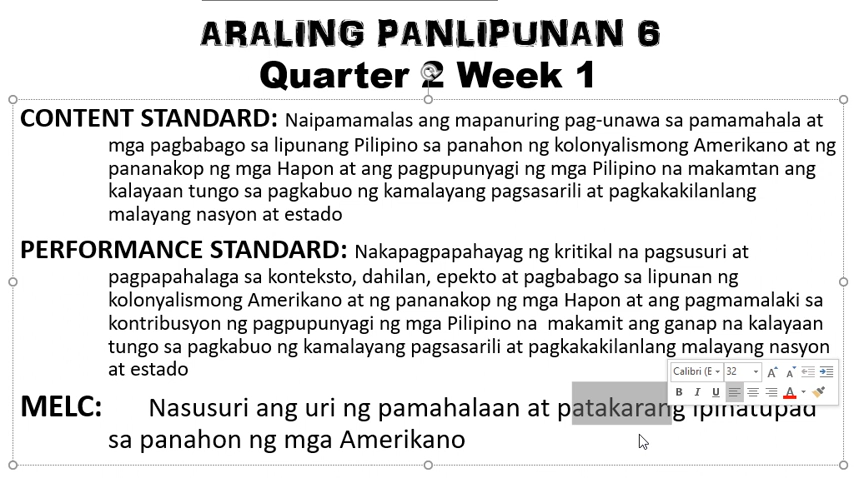 ARALING PANLIPUNAN 6
Quarter 2 Week 1
CONTENT STANDARD: Naipamamalas ang mapanuring pag-unawa sa pamamahala at
mga pagbabago sa lipunang Pilipino sa panahon ng kolonyalismong Amerikano at ng
pananakop ng mga Hapon at ang pagpupunyagi ng mga Pilipino na makamtan ang
kalayaan tungo sa pagkabuo ng kamalayang pagsasarili at pagkakakilanlang
malayang nasyon at estado
PERFORMANCE STANDARD: Nakapagpapahayag ng kritikal na pagsusuri at
pagpapahalaga sa konteksto, dahilan, epekto at pagbabago sa lipunan ng
kolonyalismong Amerikano at ng pananakop ng mga Hapon at ang pagmamalaki sa
kontribusyon ng pagpupunyagi ng mga Pilipino na makamit ang ganap na kalayaan
tungo sa pagkabuo ng kamalayang pagsasarili at pagkakakilanlang malayang nasyon
at estado
Calibri (E 32 A A
B I U A
MELC: Nasusuri ang uri ng pamahalaan at patakarang ipinatupad
sa panahon ng mga Amerikano